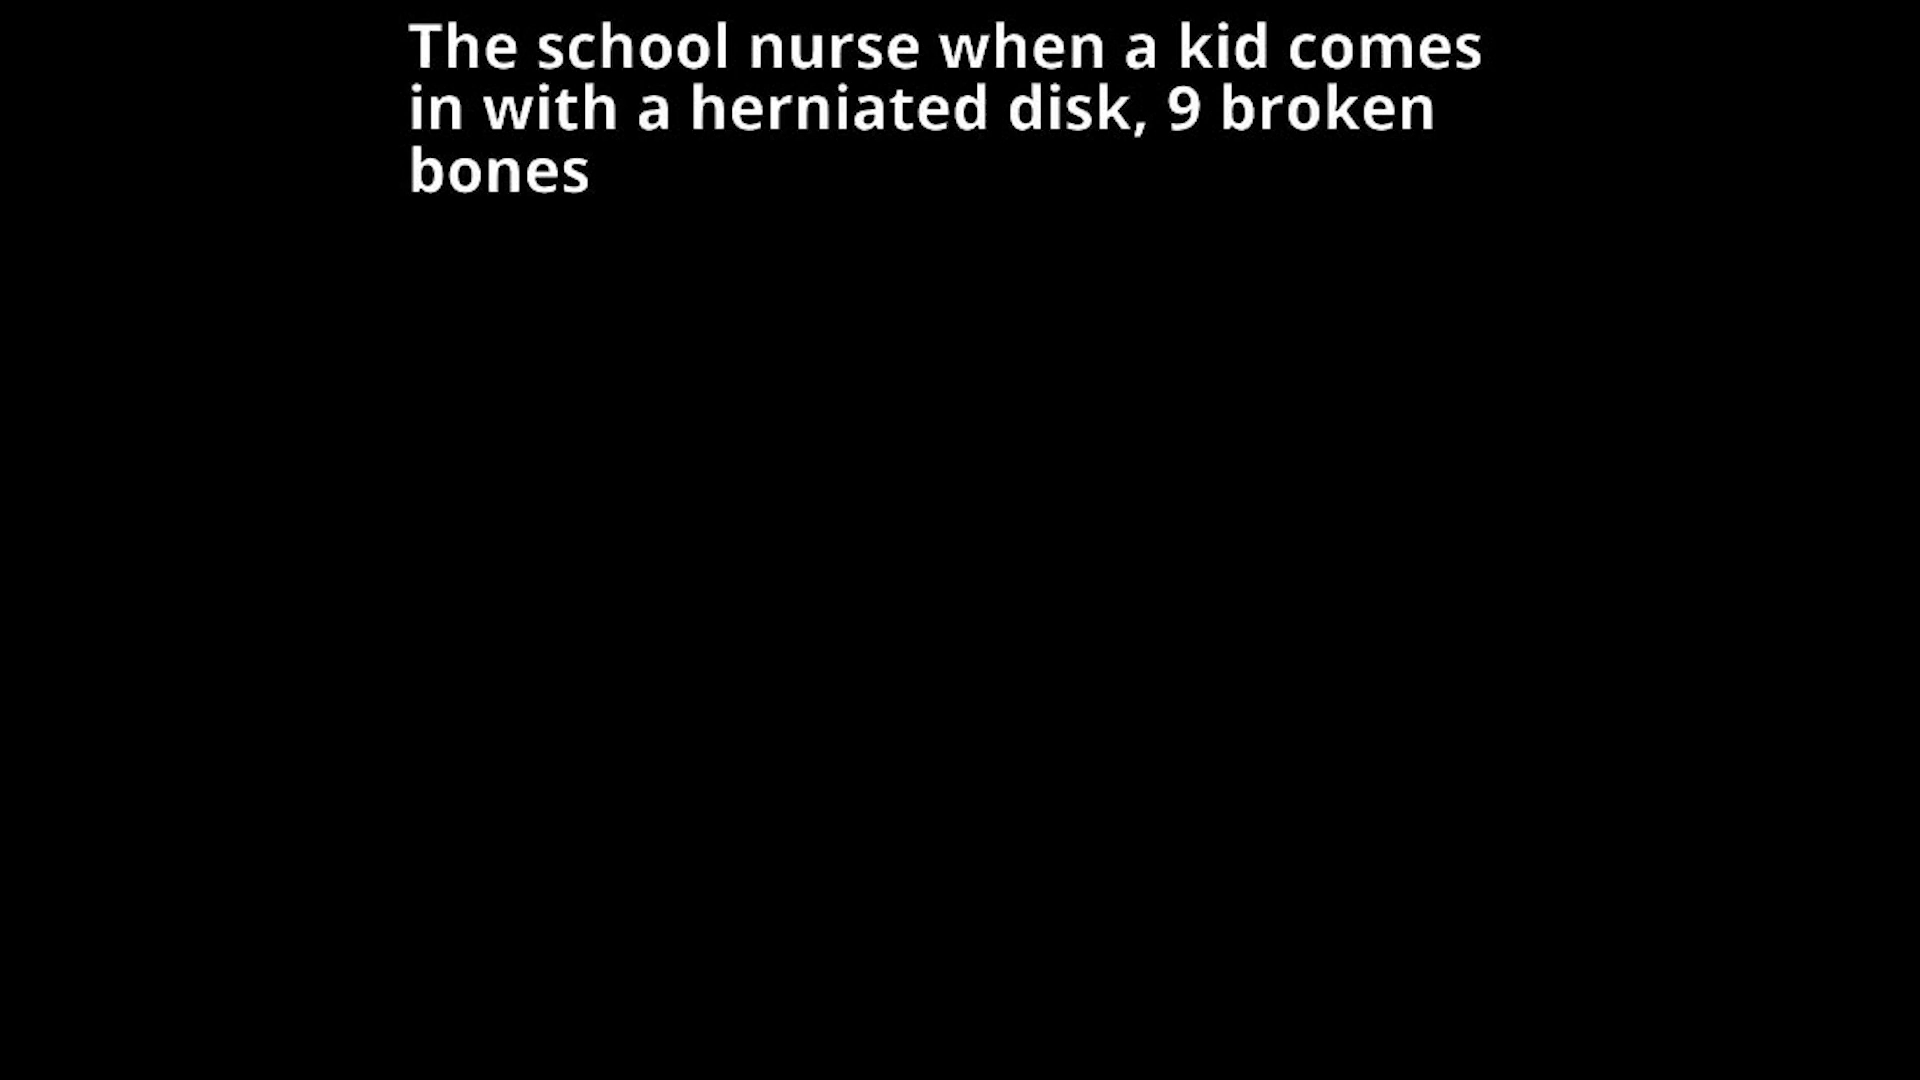 The school nurse when a kid comes
in with a herniated disk, 9 broken
bones